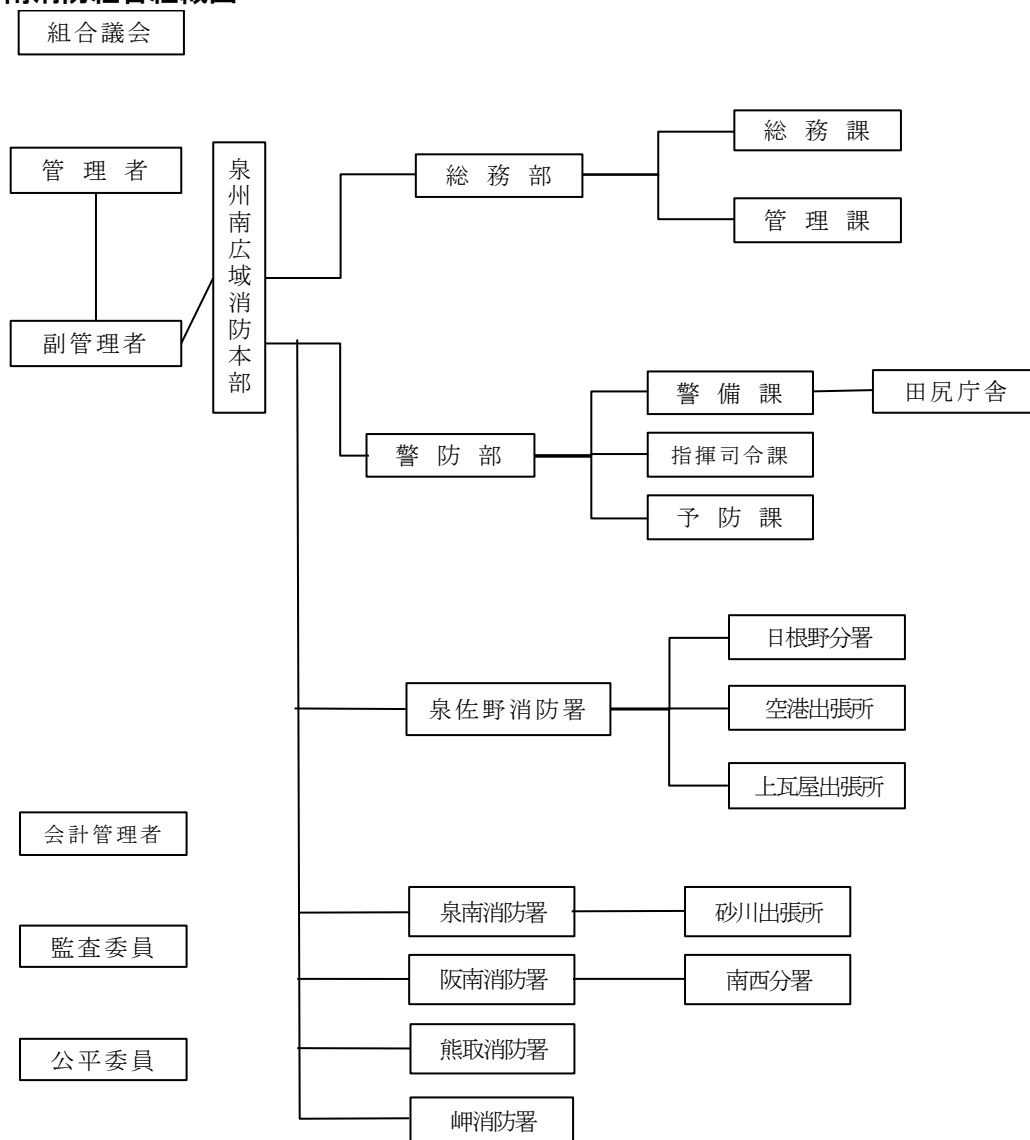 組合議会
管理者
副管理者
泉州南広域消防本部
総務部
総務課
管理課
警防部
警備課
田尻庁舎
指揮司令課
予防課
泉佐野消防署
日根野分署
空港出張所
上瓦屋出張所
会計管理者
監査委員
公平委員
泉南消防署
砂川出張所
阪南消防署
南西分署
熊取消防署
岬消防署